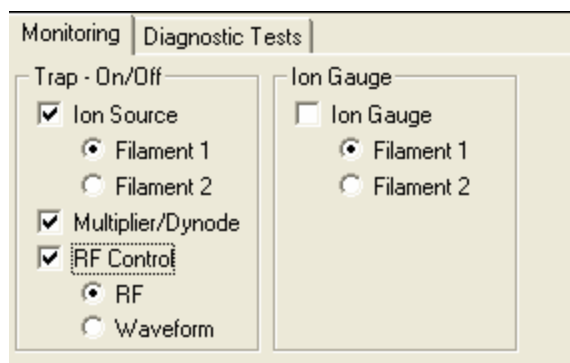 Monitoring
Diagnostic Tests
Trap - On/Off
Ion Source
Filament 1
Filament 2
Multiplier/Dynode
RF Control
RF
Waveform
Ion Gauge
Ion Gauge
Filament 1
Filament 2